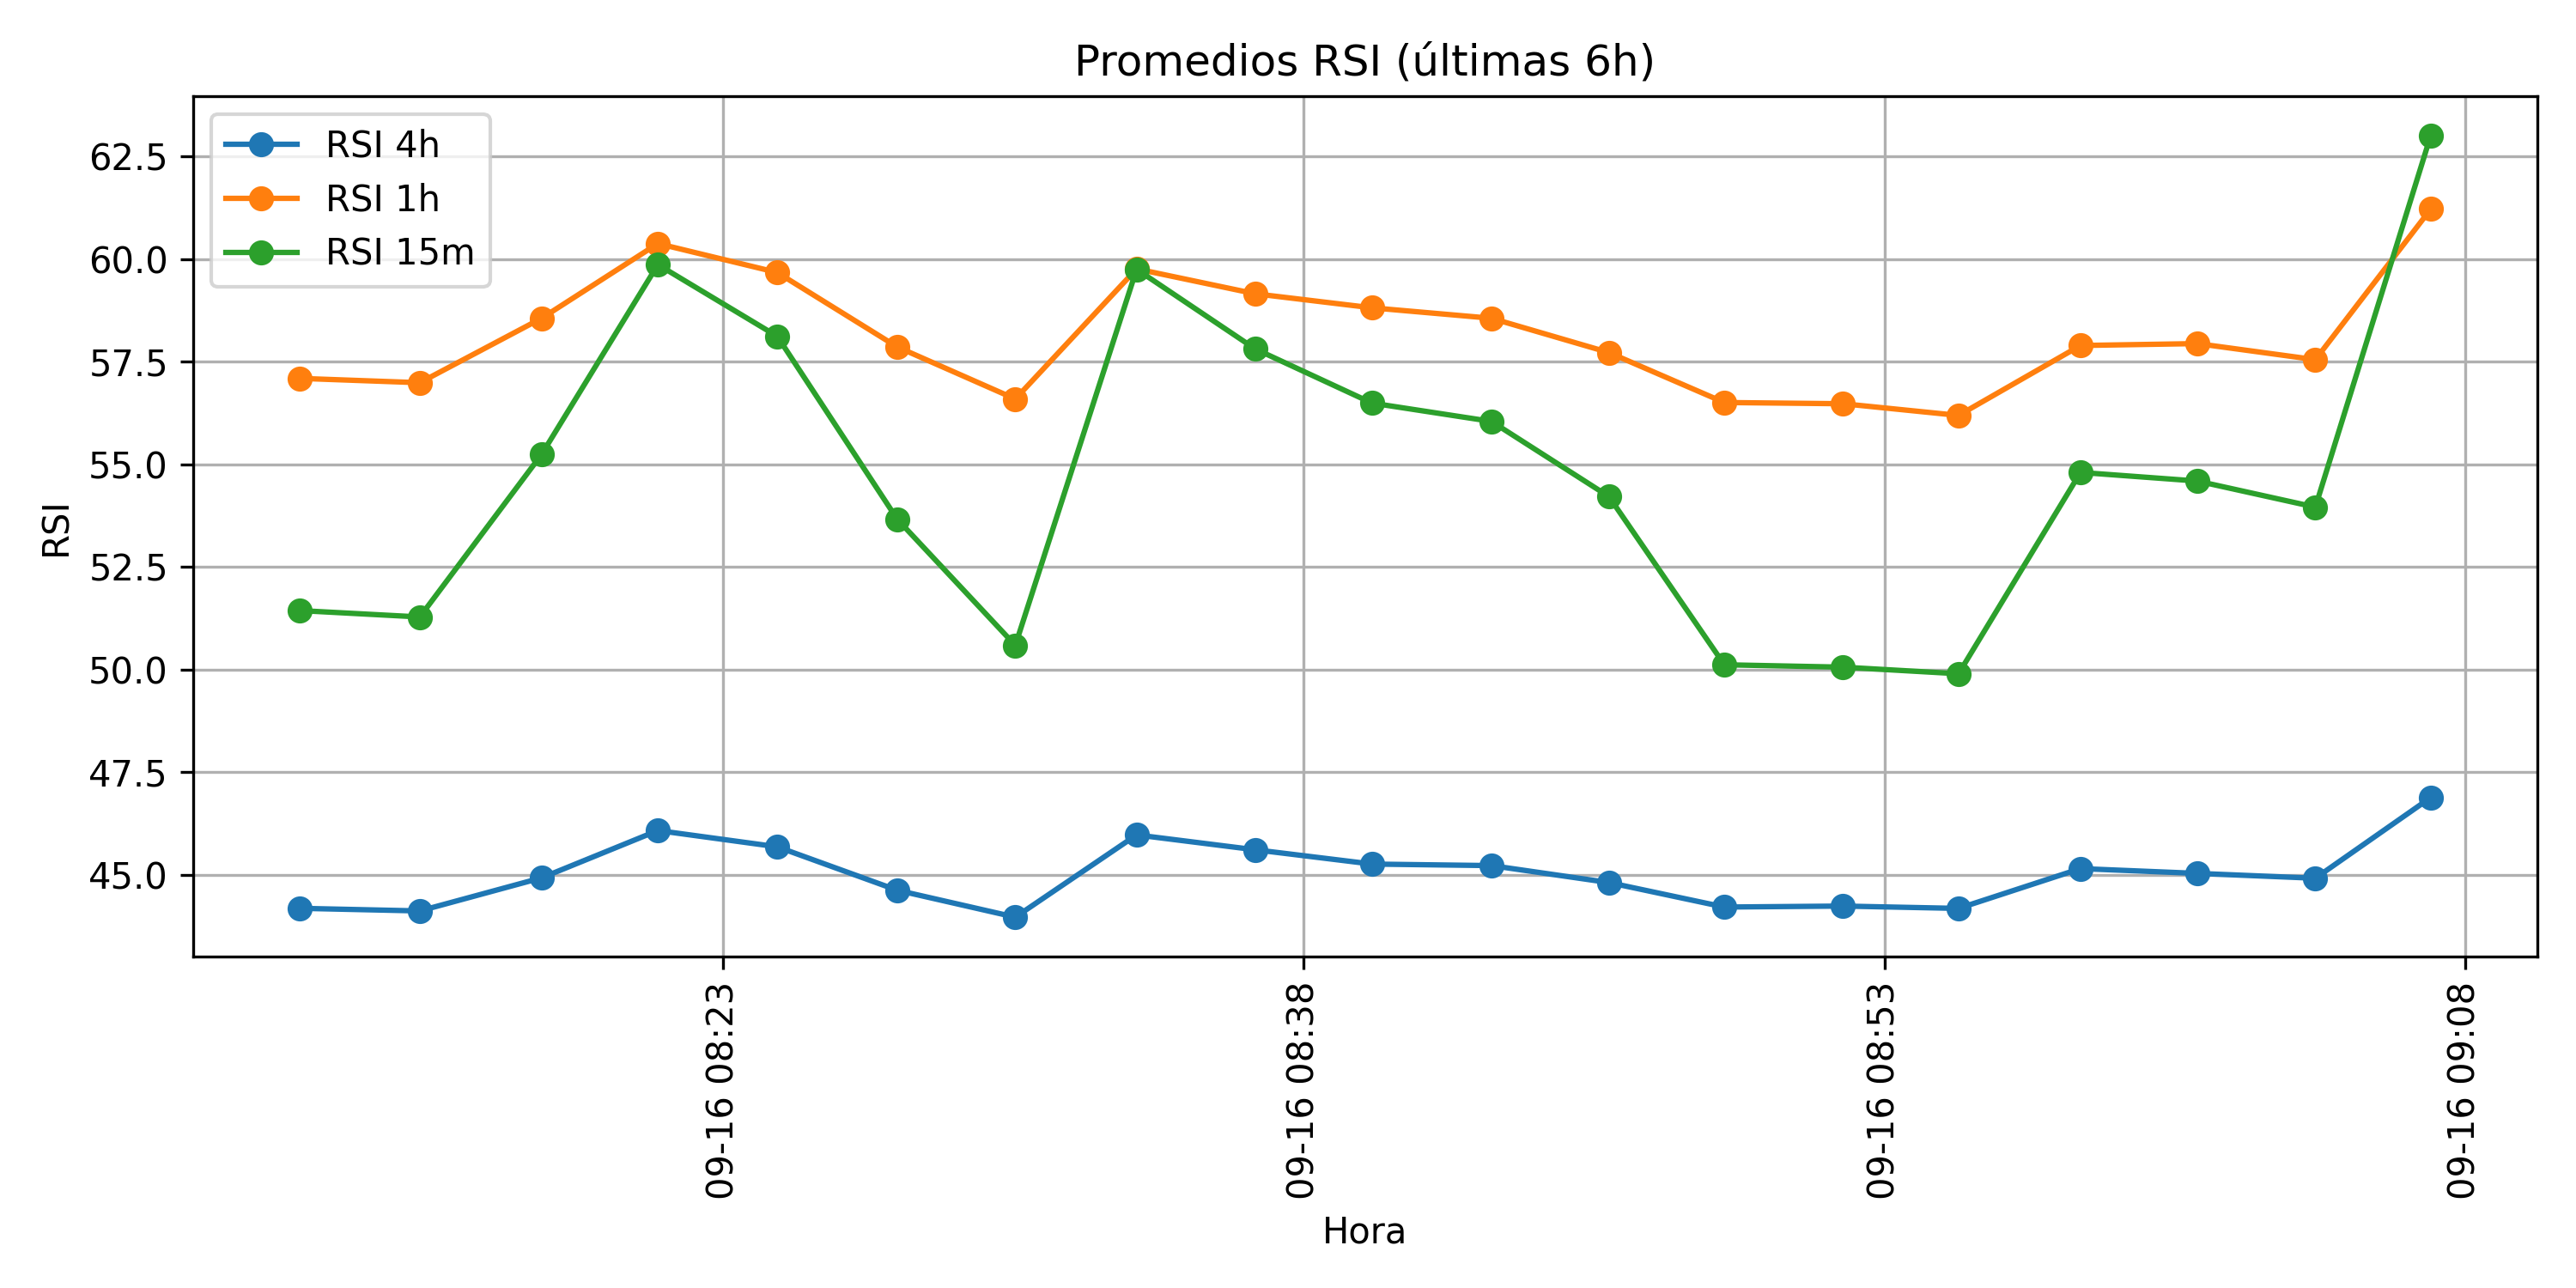 Promedios RSI (últimas 6h)
RSI 4h
RSI 1h
RSI 15m
62.5
60.0
57.5
55.0
52.5
50.0
47.5
45.0
RSI
09-16 08:23
09-16 08:38
09-16 08:53
09-16 09:08
Hora